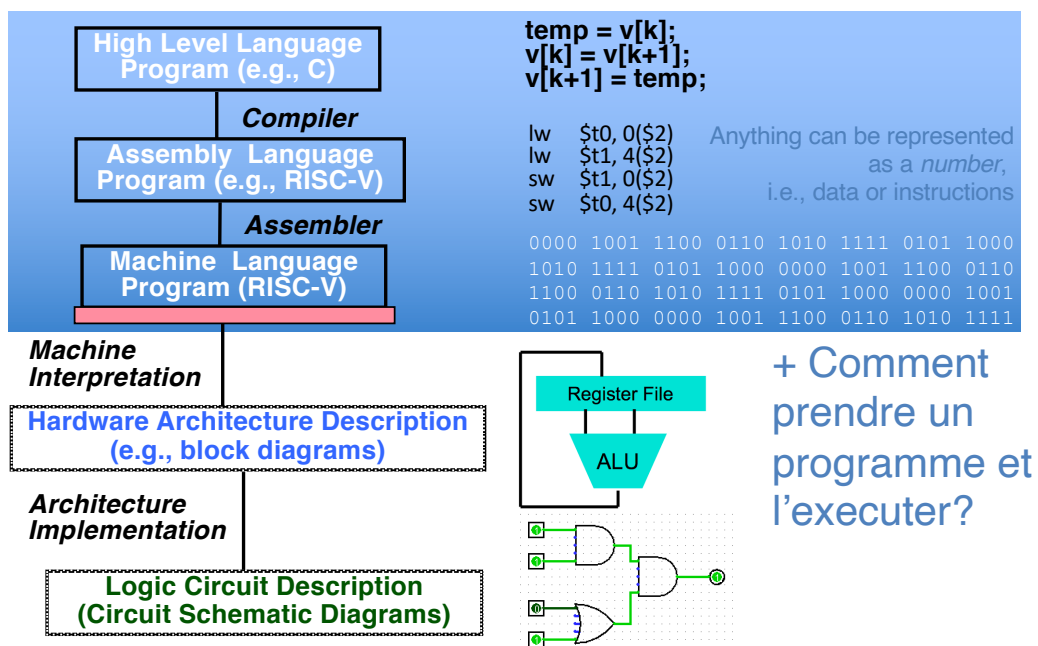 High Level Language
Program (e.g., C)
Compiler
Assembly Language
Program (e.g., RISC-V)
Assembler
Machine Language
Program (RISC-V)
Machine
Interpretation
Hardware Architecture Description
(e.g., block diagrams)
Architecture
Implementation
Logic Circuit Description
(Circuit Schematic Diagrams)
temp = v[k];
v[k] = v[k+1];
v[k+1] = temp;
lw $t0, 0($2)
lw $t1, 4($2)
sw $t1, 0($2)
sw $t0, 4($2)
Anything can be represented
as a number,
i.e., data or instructions
0000 1001 1100 0110 1010 1111 0101 1000
1010 1111 0101 1000 0000 1001 1100 0110
1100 0110 1010 1111 0101 1000 0000 1001
0101 1000 0000 1001 1100 0110 1010 1111
Register File
ALU
+ Comment
prendre un
programme et
l'executer?